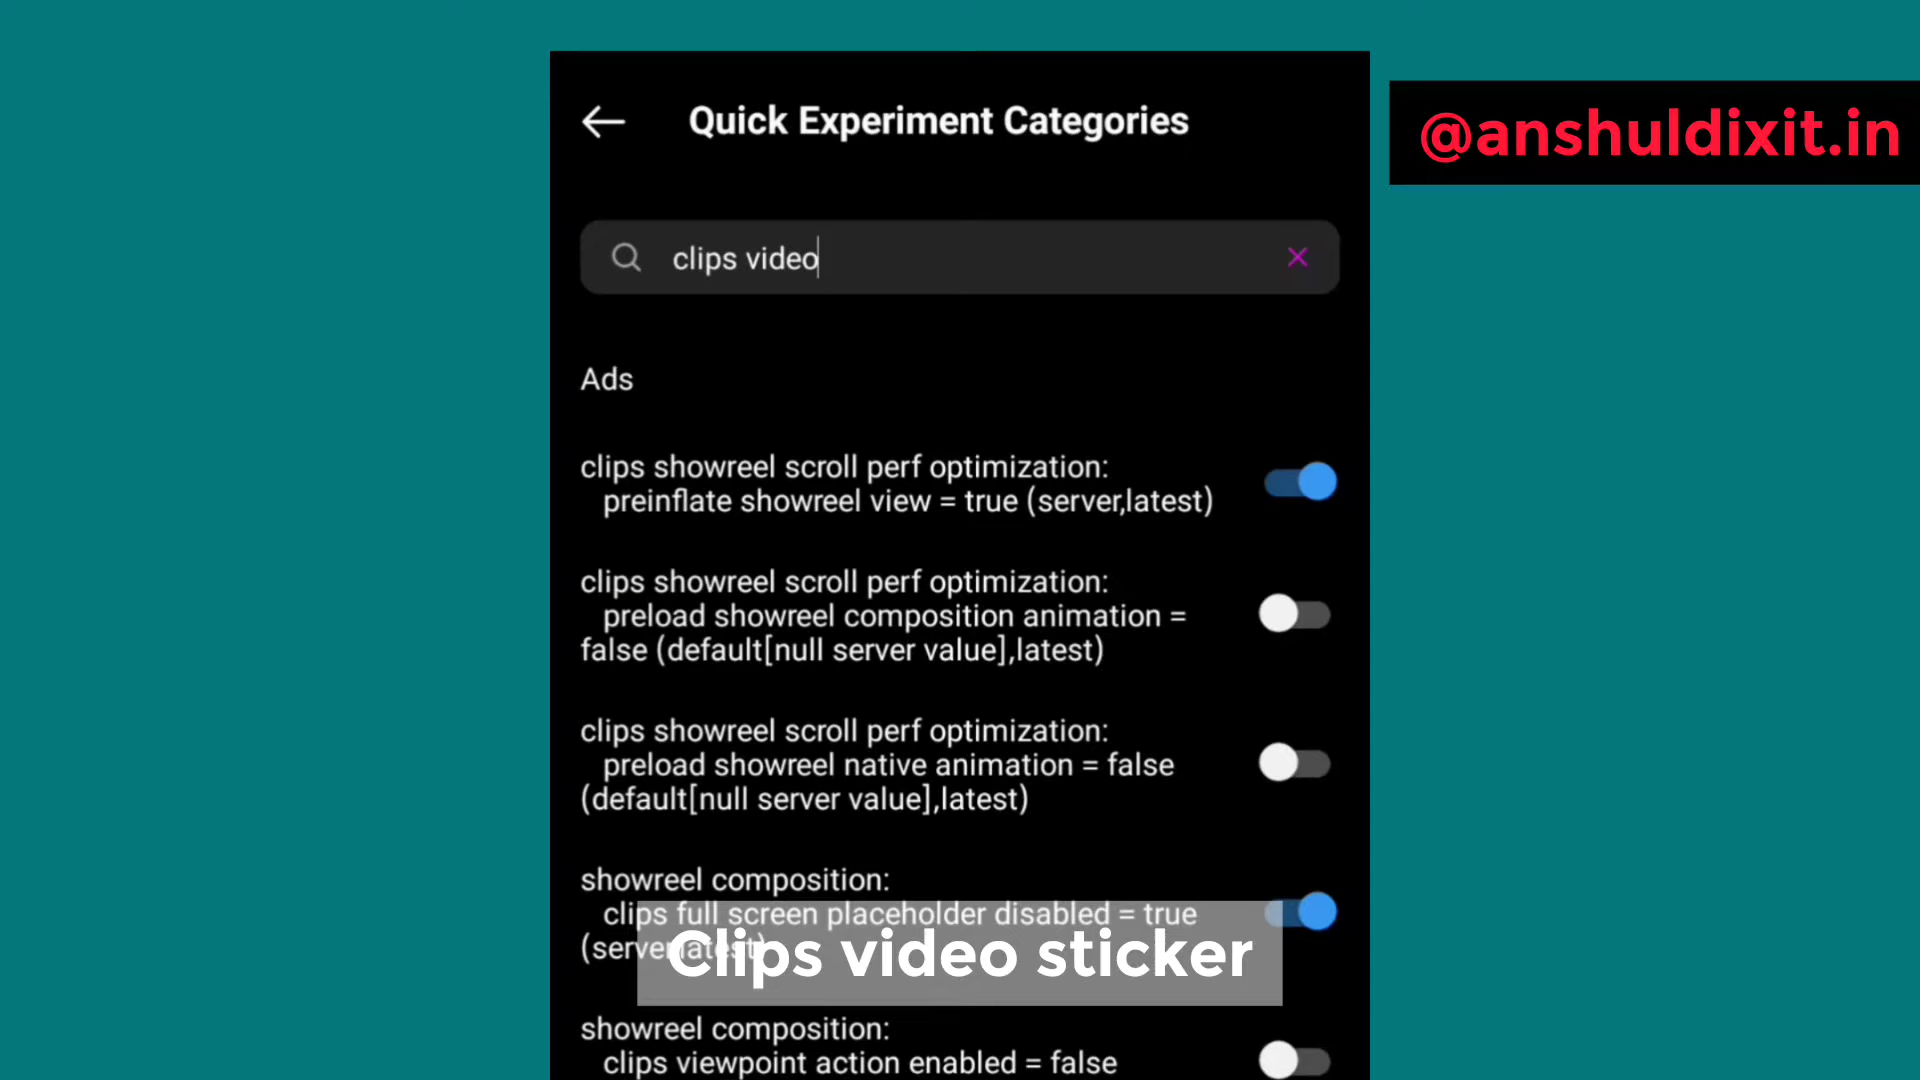 Quick Experiment Categories
@anshuldixit.in
clips video
Ads
clips showreel scroll perf optimization:
preinflate showreel view = true (server,latest)
clips showreel scroll perf optimization:
preload showreel composition animation =
false (default[null server value],latest)
clips showreel scroll perf optimization:
preload showreel native animation = false
(default[null server value],latest)
showreel composition:
clips full screen placeholder disabled = true
(server,latest)
Clips video sticker
showreel composition:
clips viewpoint action enabled = false